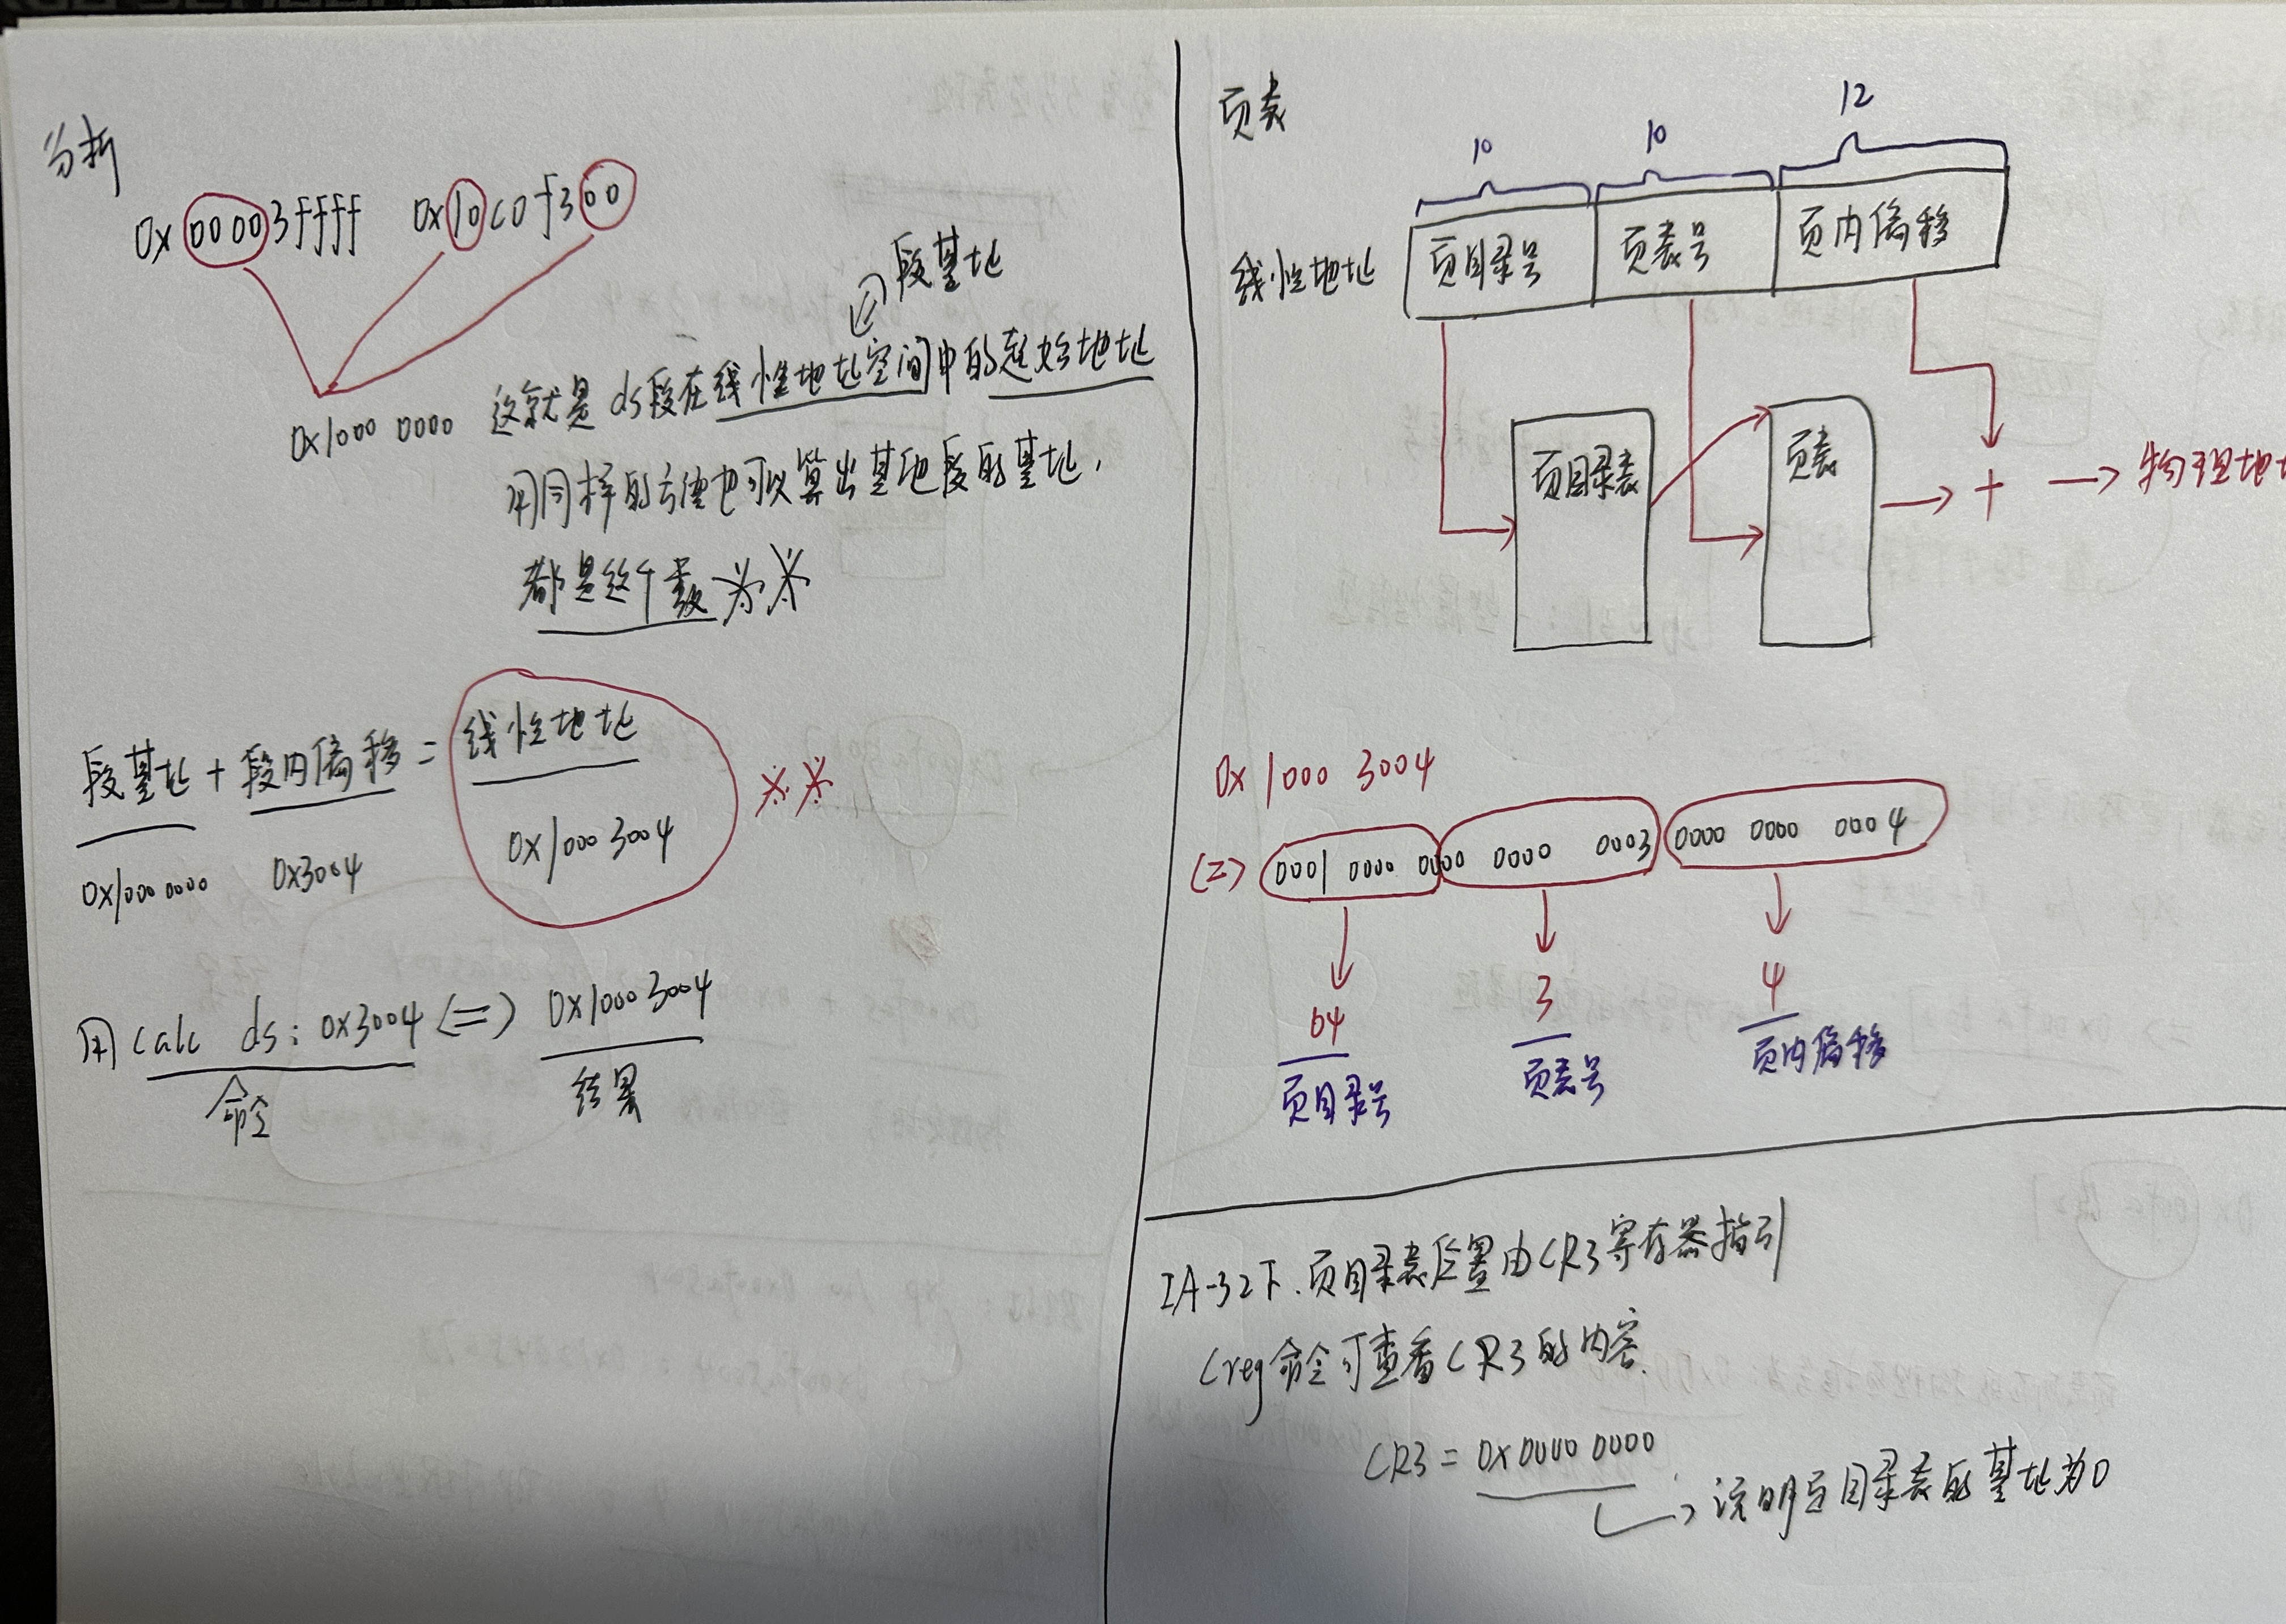 分析
0x00003ffff 0x10c0f300
段基址
0x1000 0000 这就是ds段在线性地址空间中的起始地址
用同样的方法也可以算出其他段的基址,
都是这个数 ※※
段基址 + 段内偏移 = 线性地址
0x1000 0000 0x3004 0x1000 3004 ※※
用 calc ds: 0x3004 (=) 0x1000 3004
命令 结果
页表
10 10 12
线性地址 页目录号 页表号 页内偏移
页目录表 页表 + → 物理地址
0x 1000 3004
(=) 0001 0000 0000 0000 0003 0000 0000 0004
64 3 4
页目录号 页表号 页内偏移
IA-32下.页目录表位置由CR3寄存器指引
Creg命令可查看CR3的内容.
CR3 = 0x0000 0000
说明页目录表的基址为0